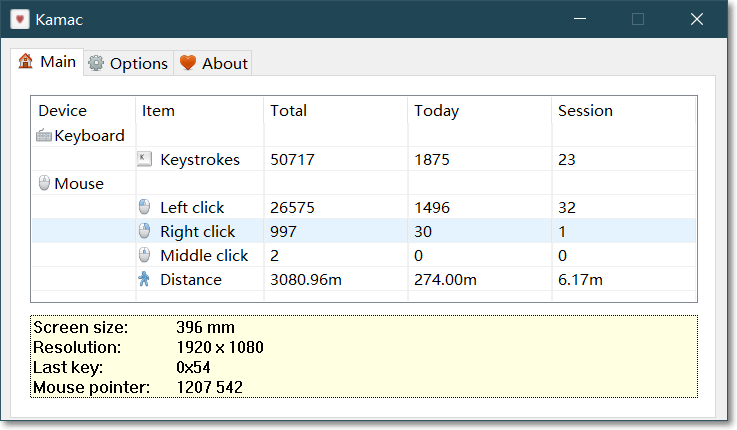 Kamac
Main Options About
Device Item Total Today Session
Keyboard
K Keystrokes 50717 1875 23
Mouse
Left click 26575 1496 32
Right click 997 30 1
Middle click 2 0 0
Distance 3080.96m 274.00m 6.17m
Screen size: 396 mm
Resolution: 1920 x 1080
Last key: 0x54
Mouse pointer: 1207 542